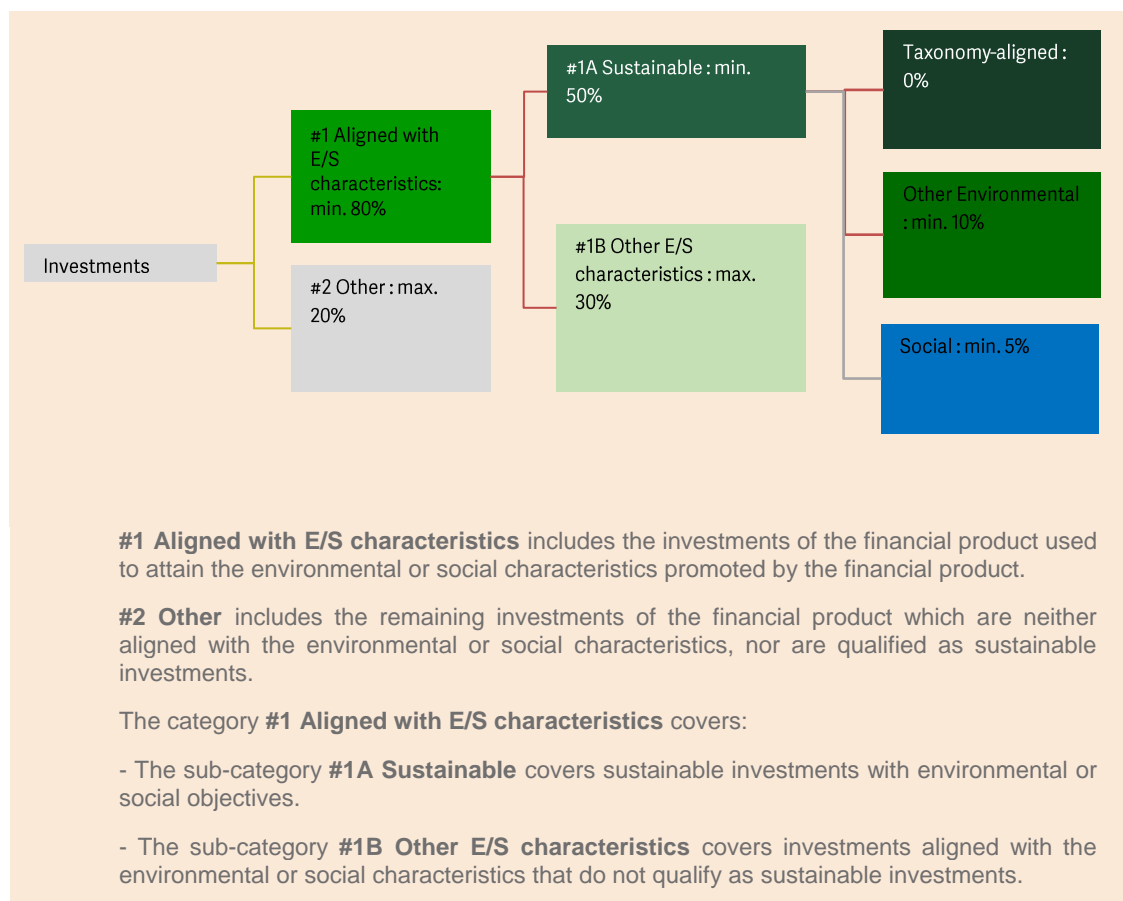 Investments
#1 Aligned with
E/S
characteristics:
min. 80%
#2 Other : max.
20%
#1A Sustainable : min.
50%
#1B Other E/S
characteristics : max.
30%
Taxonomy-aligned :
0%
Other Environmental
: min. 10%
Social : min. 5%
#1 Aligned with E/S characteristics includes the investments of the financial product used
to attain the environmental or social characteristics promoted by the financial product.
#2 Other includes the remaining investments of the financial product which are neither
aligned with the environmental or social characteristics, nor are qualified as sustainable
investments.
The category #1 Aligned with E/S characteristics covers:
- The sub-category #1A Sustainable covers sustainable investments with environmental or
social objectives.
- The sub-category #1B Other E/S characteristics covers investments aligned with the
environmental or social characteristics that do not qualify as sustainable investments.